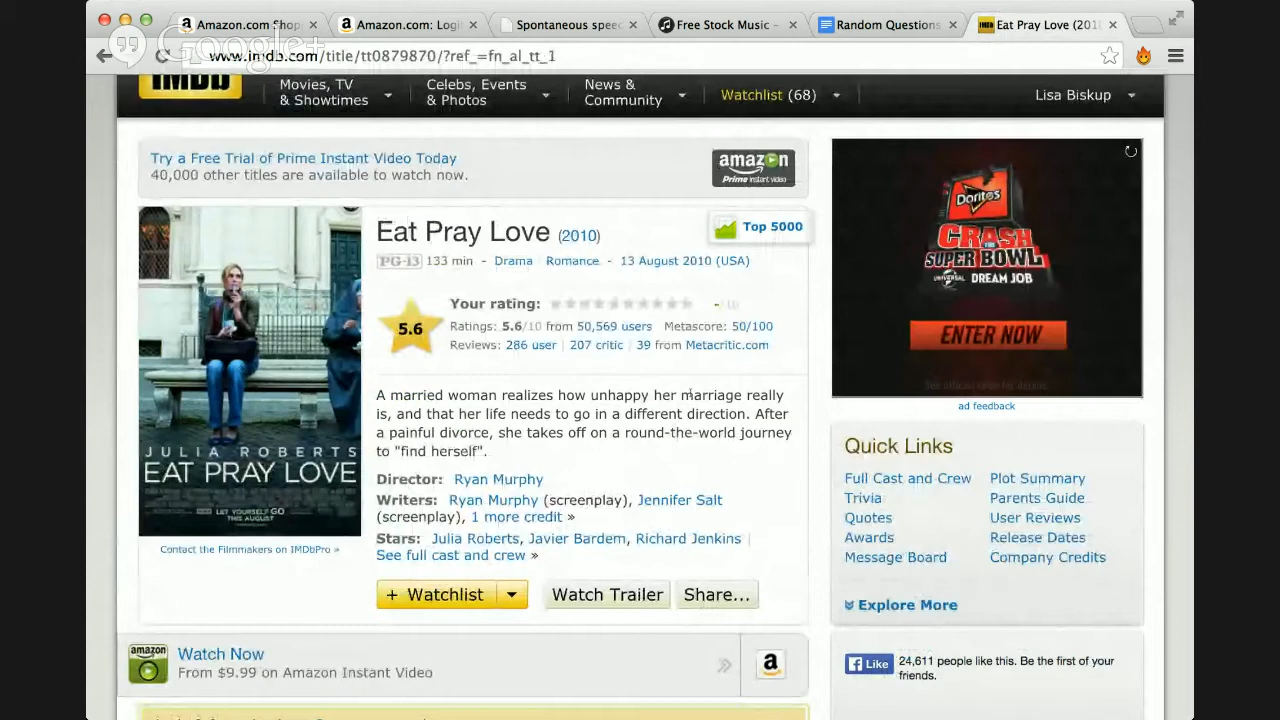 Amazon.com Shop
Amazon.com: Logi
Spontaneous spee
Free Stock Music –
Random Questions
Eat Pray Love (201
Google+
www.imdb.com/title/tt0879870/?ref_=fn_al_tt_1
IMDb
Movies, TV
& Showtimes
Celebs, Events
& Photos
News &
Community
Watchlist (68)
Lisa Biskup
Try a Free Trial of Prime Instant Video Today
40,000 other titles are available to watch now.
amazon
Prime instant video
Eat Pray Love (2010)
Top 5000
PG-13 133 min - Drama Romance - 13 August 2010 (USA)
5.6
Your rating: - /10
Ratings: 5.6/10 from 50,569 users Metascore: 50/100
Reviews: 286 user | 207 critic | 39 from Metacritic.com
A married woman realizes how unhappy her marriage really
is, and that her life needs to go in a different direction. After
a painful divorce, she takes off on a round-the-world journey
to "find herself".
Director: Ryan Murphy
Writers: Ryan Murphy (screenplay), Jennifer Salt
(screenplay), 1 more credit »
Stars: Julia Roberts, Javier Bardem, Richard Jenkins |
See full cast and crew »
+ Watchlist
Watch Trailer
Share...
JULIA ROBERTS
EAT PRAY LOVE
LET YOURSELF GO
THIS AUGUST
Contact the Filmmakers on IMDbPro »
amazon
Watch Now
From $9.99 on Amazon Instant Video
a
Doritos
CRASH
THE
SUPER BOWL
UNIVERSAL
DREAM JOB
ENTER NOW
ad feedback
Quick Links
Full Cast and Crew
Plot Summary
Trivia
Parents Guide
Quotes
User Reviews
Awards
Release Dates
Message Board
Company Credits
Explore More
Like
24,611 people like this. Be the first of your
friends.